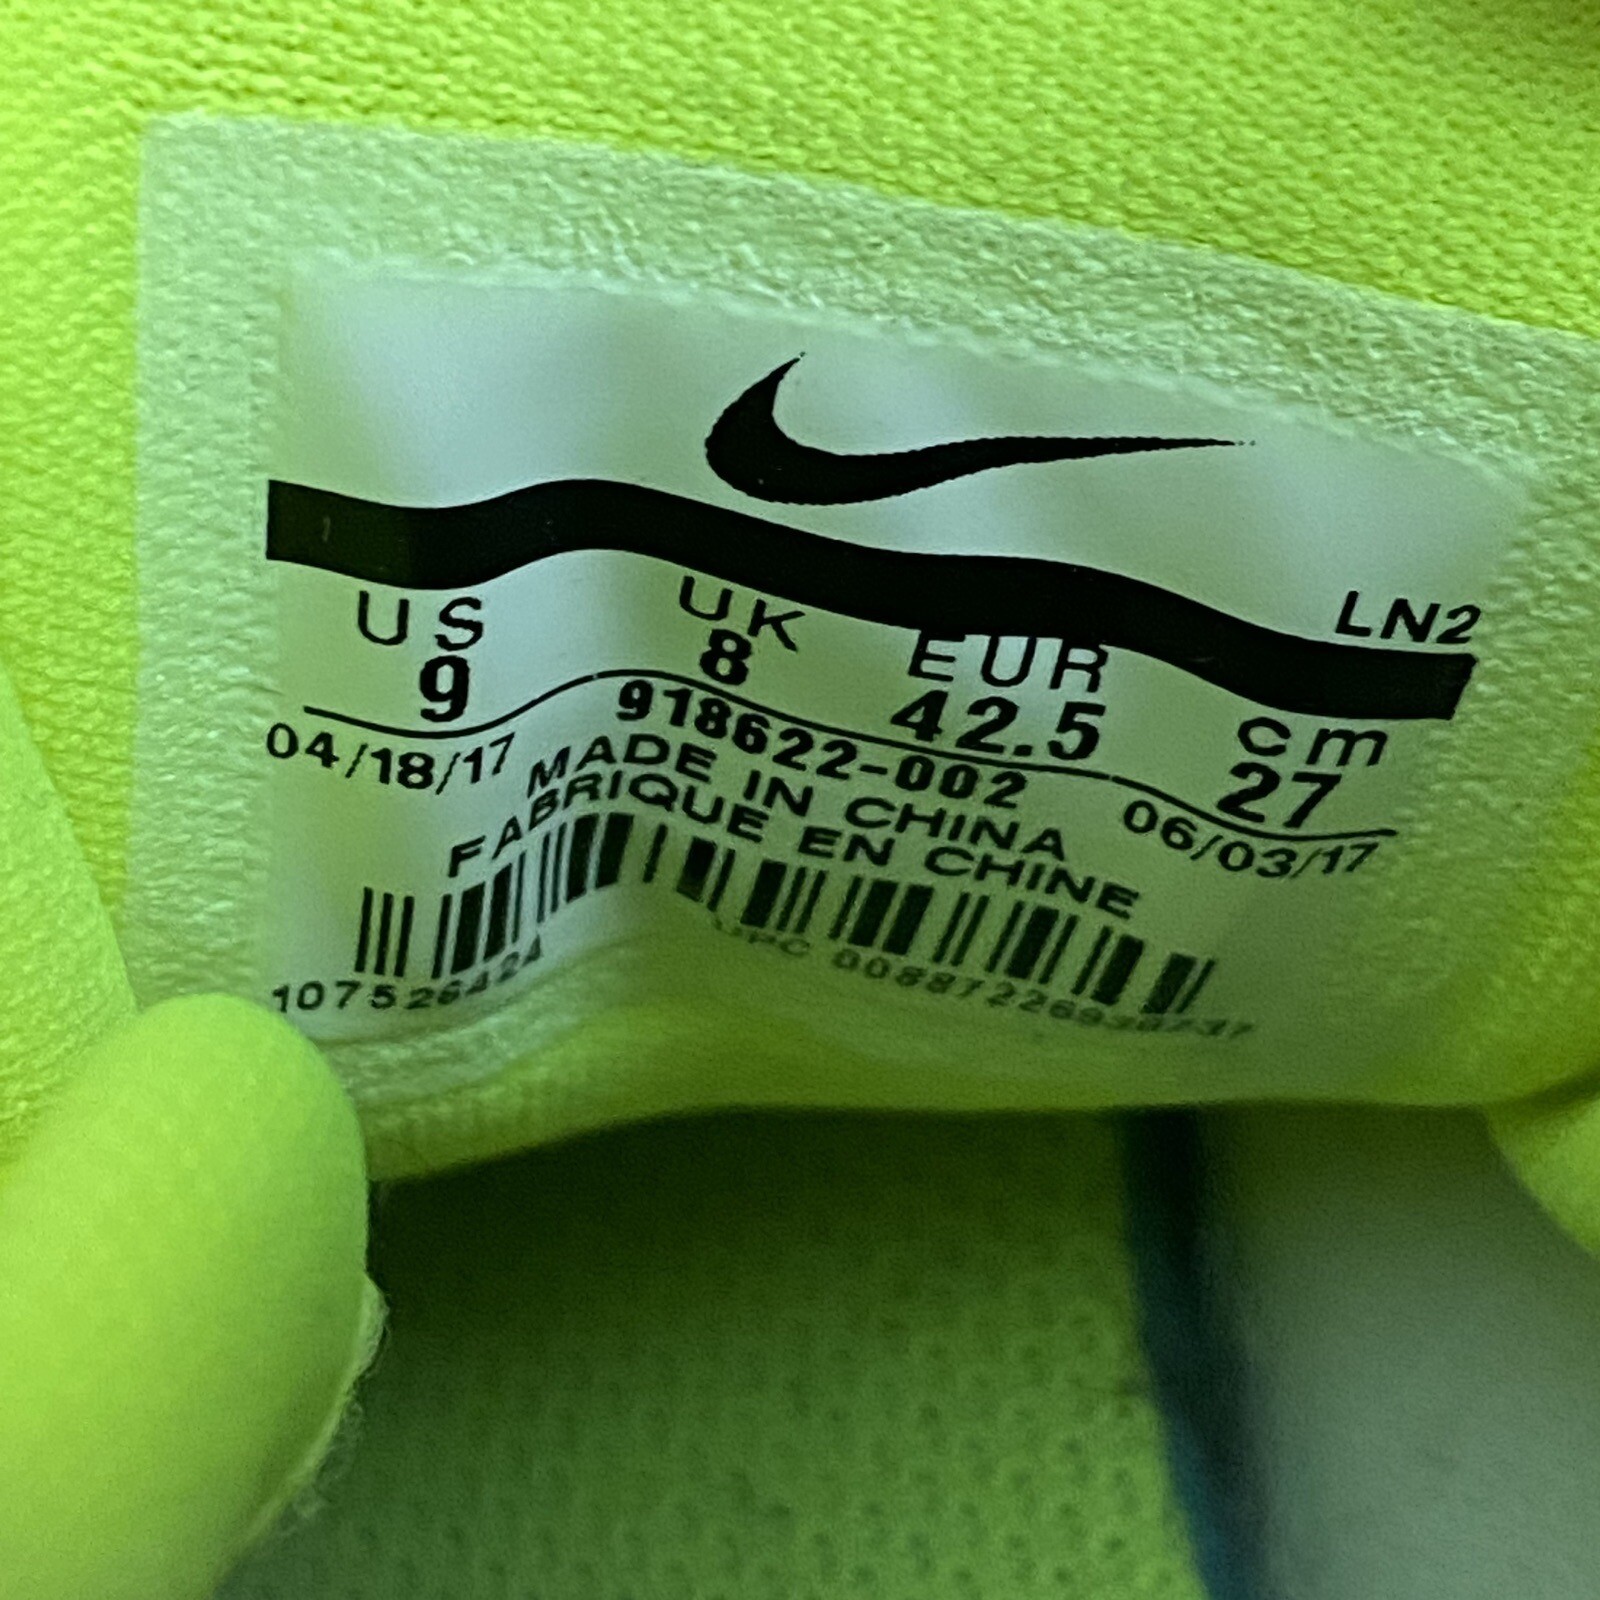 LN2
US UK EUR cm
9 8 42.5 27
04/18/17 918622-002 06/03/17
MADE IN CHINA
FABRIQUE EN CHINE
107526424 UPC